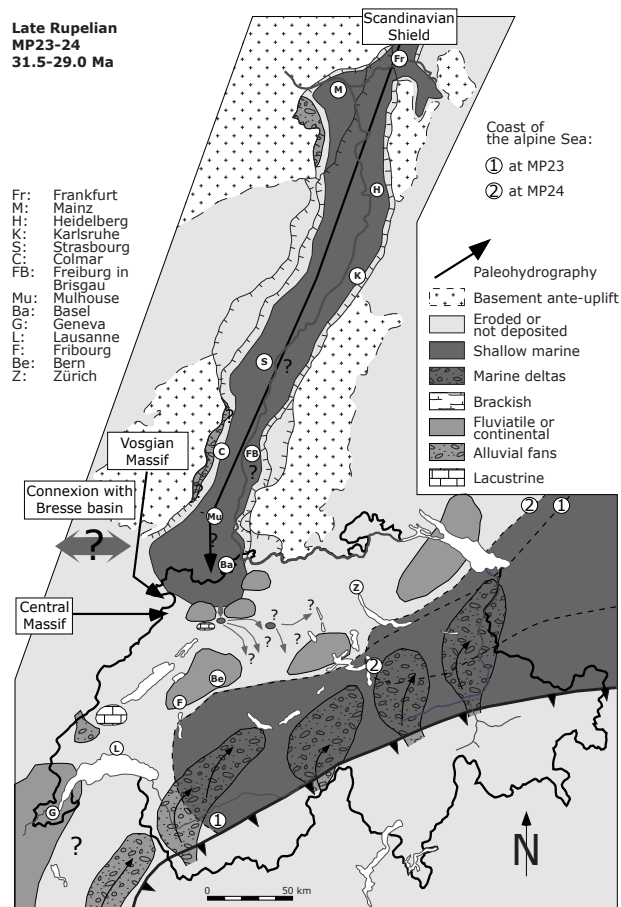 Late Rupelian
MP23-24
31.5-29.0 Ma
Scandinavian
Shield
Fr
M
Coast of
the alpine Sea:
1 at MP23
2 at MP24
H
Fr: Frankfurt
M: Mainz
H: Heidelberg
K: Karlsruhe
S: Strasbourg
C: Colmar
FB: Freiburg in
Brisgau
Mu: Mulhouse
Ba: Basel
G: Geneva
L: Lausanne
F: Fribourg
Be: Bern
Z: Zürich
K
Paleohydrography
Basement ante-uplift
Eroded or
not deposited
Shallow marine
Marine deltas
Brackish
Fluviatile or
continental
Alluvial fans
Lacustrine
S
?
?
Vosgian
Massif
C
FB
?
?
Connexion with
Bresse basin
?
Mu
?
2 1
Ba
Central
Massif
Z
?
?
?
?
?
2
Be
F
L
G
1
?
N
0 50 km